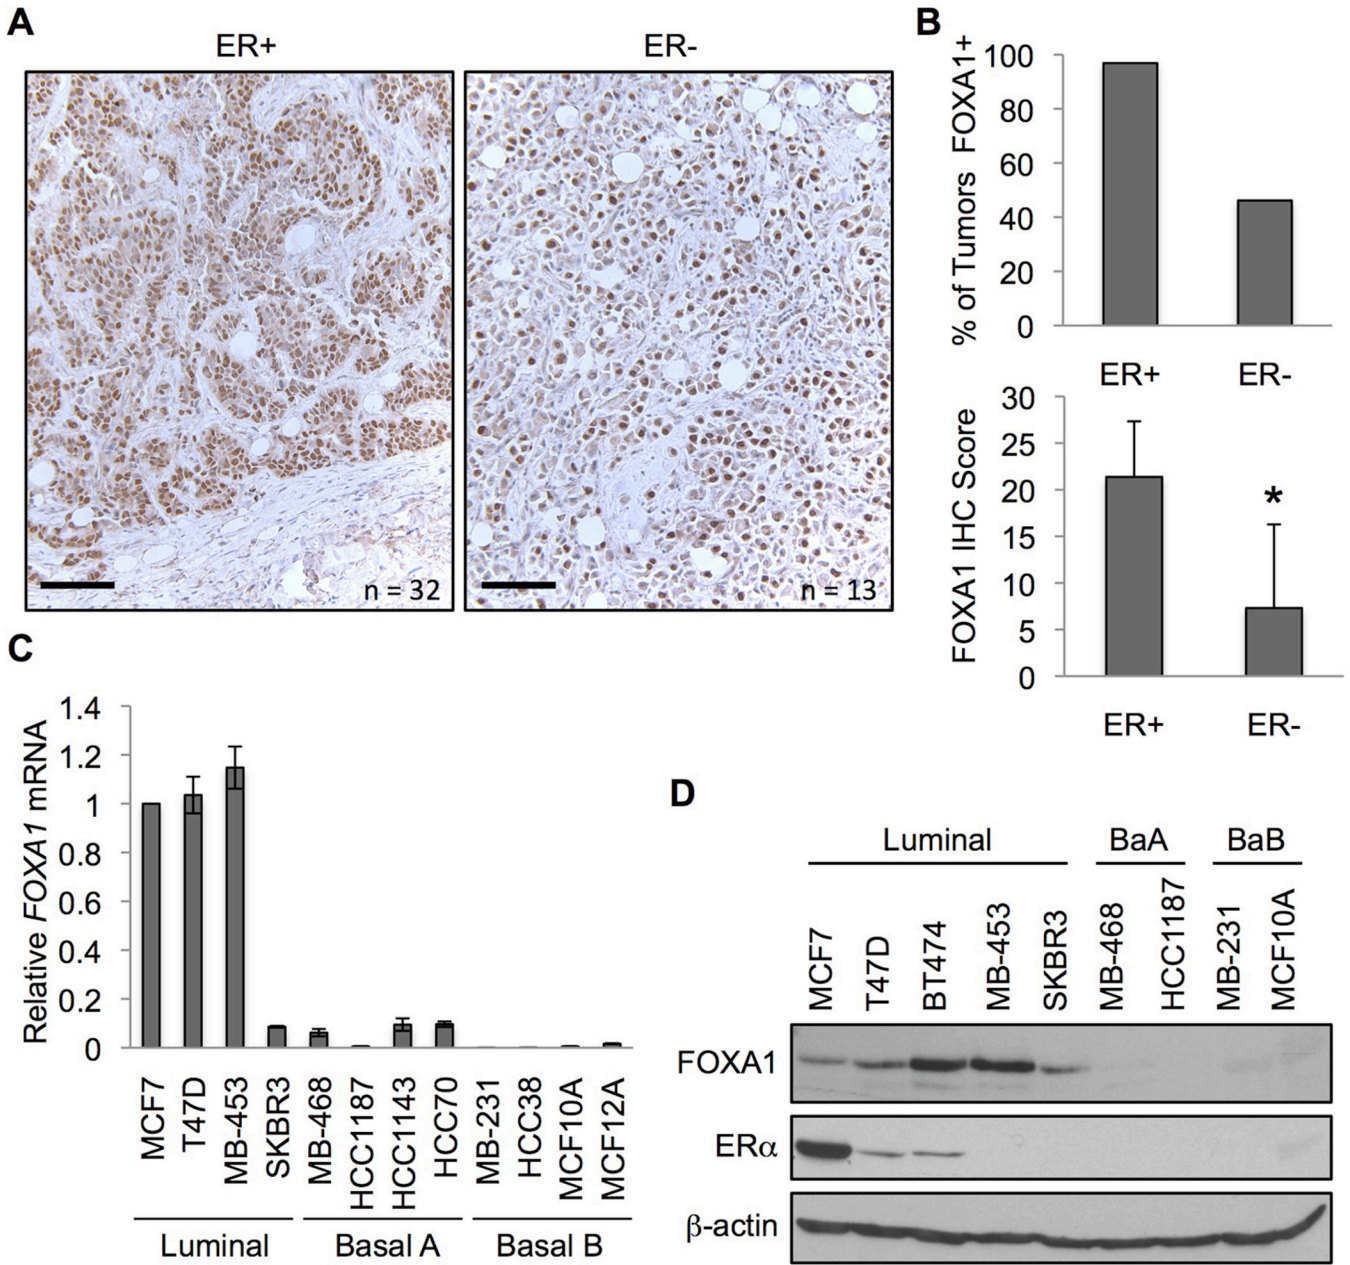 A
ER+
ER-
n = 32
n = 13
B
% of Tumors FOXA1+
100
80
60
40
20
0
ER+
ER-
FOXA1 IHC Score
30
25
20
15
10
5
0
*
ER+
ER-
C
Relative FOXA1 mRNA
1.4
1.2
1
0.8
0.6
0.4
0.2
0
MCF7
T47D
MB-453
SKBR3
MB-468
HCC1187
HCC1143
HCC70
MB-231
HCC38
MCF10A
MCF12A
Luminal
Basal A
Basal B
D
Luminal
BaA
BaB
MCF7
T47D
BT474
MB-453
SKBR3
MB-468
HCC1187
MB-231
MCF10A
FOXA1
ERα
β-actin